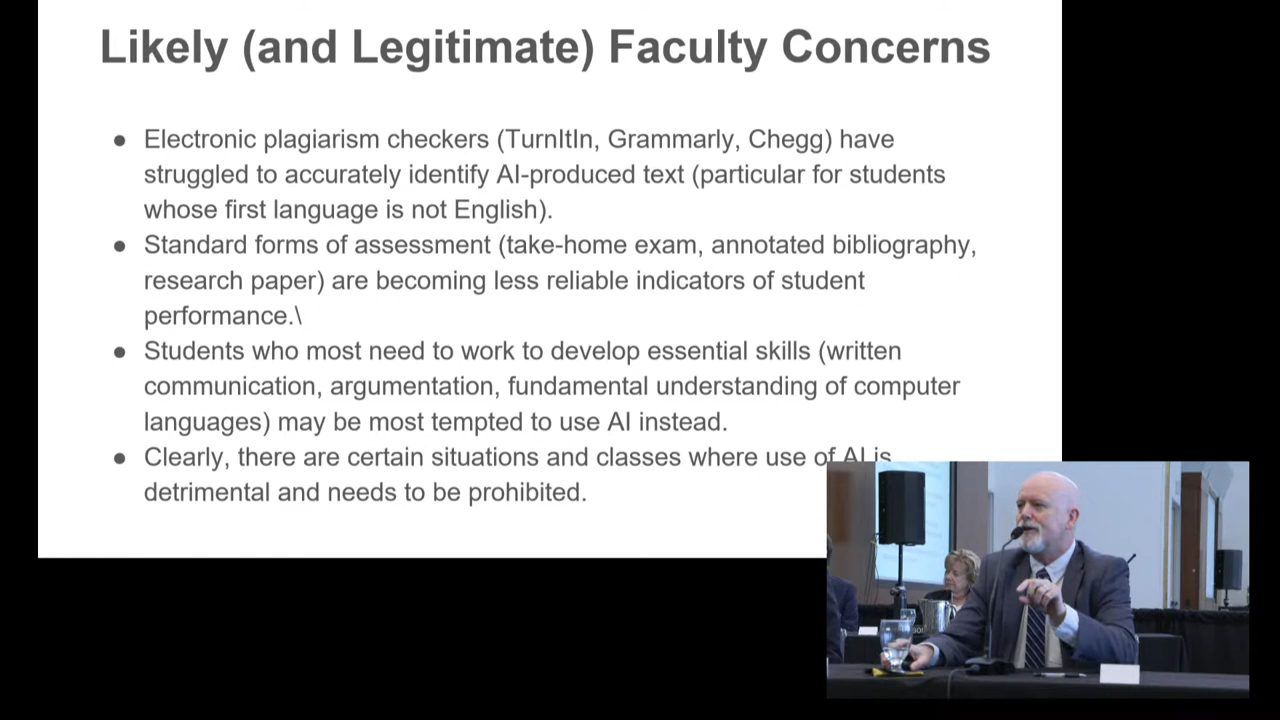 Likely (and Legitimate) Faculty Concerns
● Electronic plagiarism checkers (TurnItIn, Grammarly, Chegg) have
struggled to accurately identify AI-produced text (particular for students
whose first language is not English).
● Standard forms of assessment (take-home exam, annotated bibliography,
research paper) are becoming less reliable indicators of student
performance.\
● Students who most need to work to develop essential skills (written
communication, argumentation, fundamental understanding of computer
languages) may be most tempted to use AI instead.
● Clearly, there are certain situations and classes where use of AI is
detrimental and needs to be prohibited.